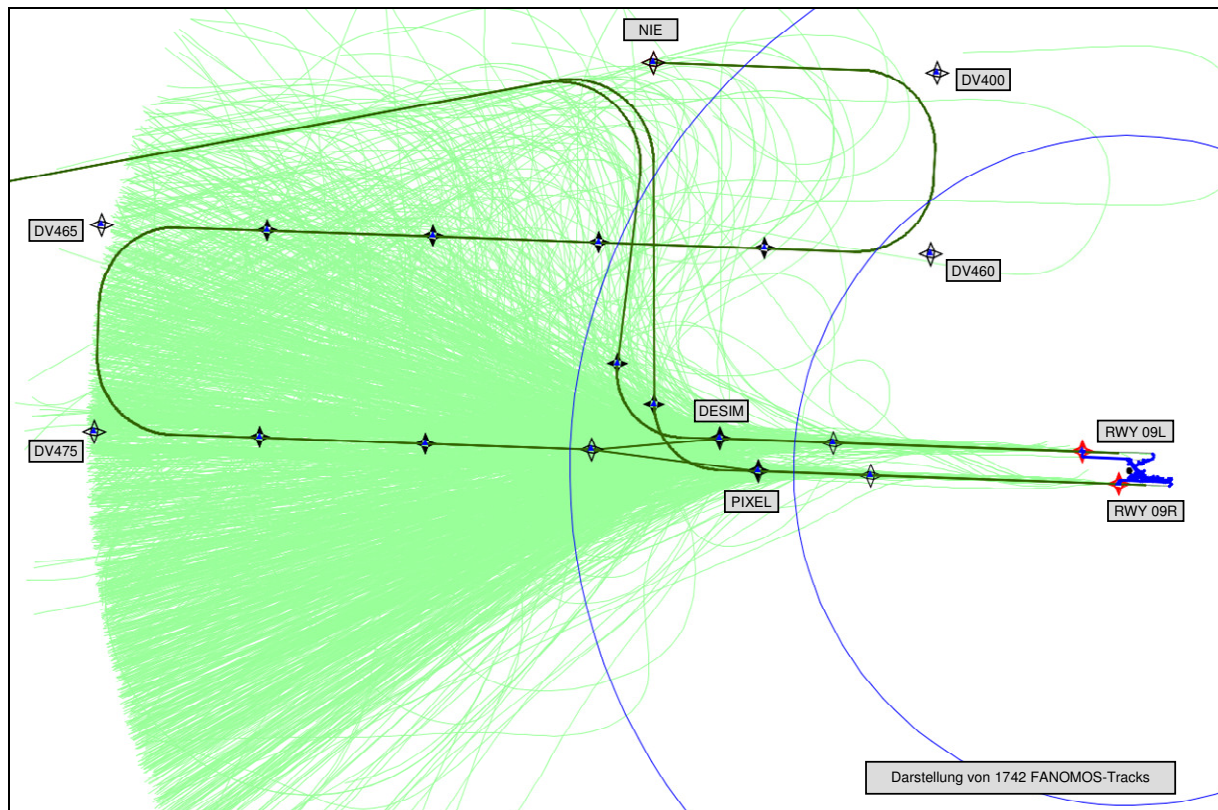 NIE
DV400
DV465
DV460
DESIM
DV475
RWY 09L
PIXEL
RWY 09R
Darstellung von 1742 FANOMOS-Tracks